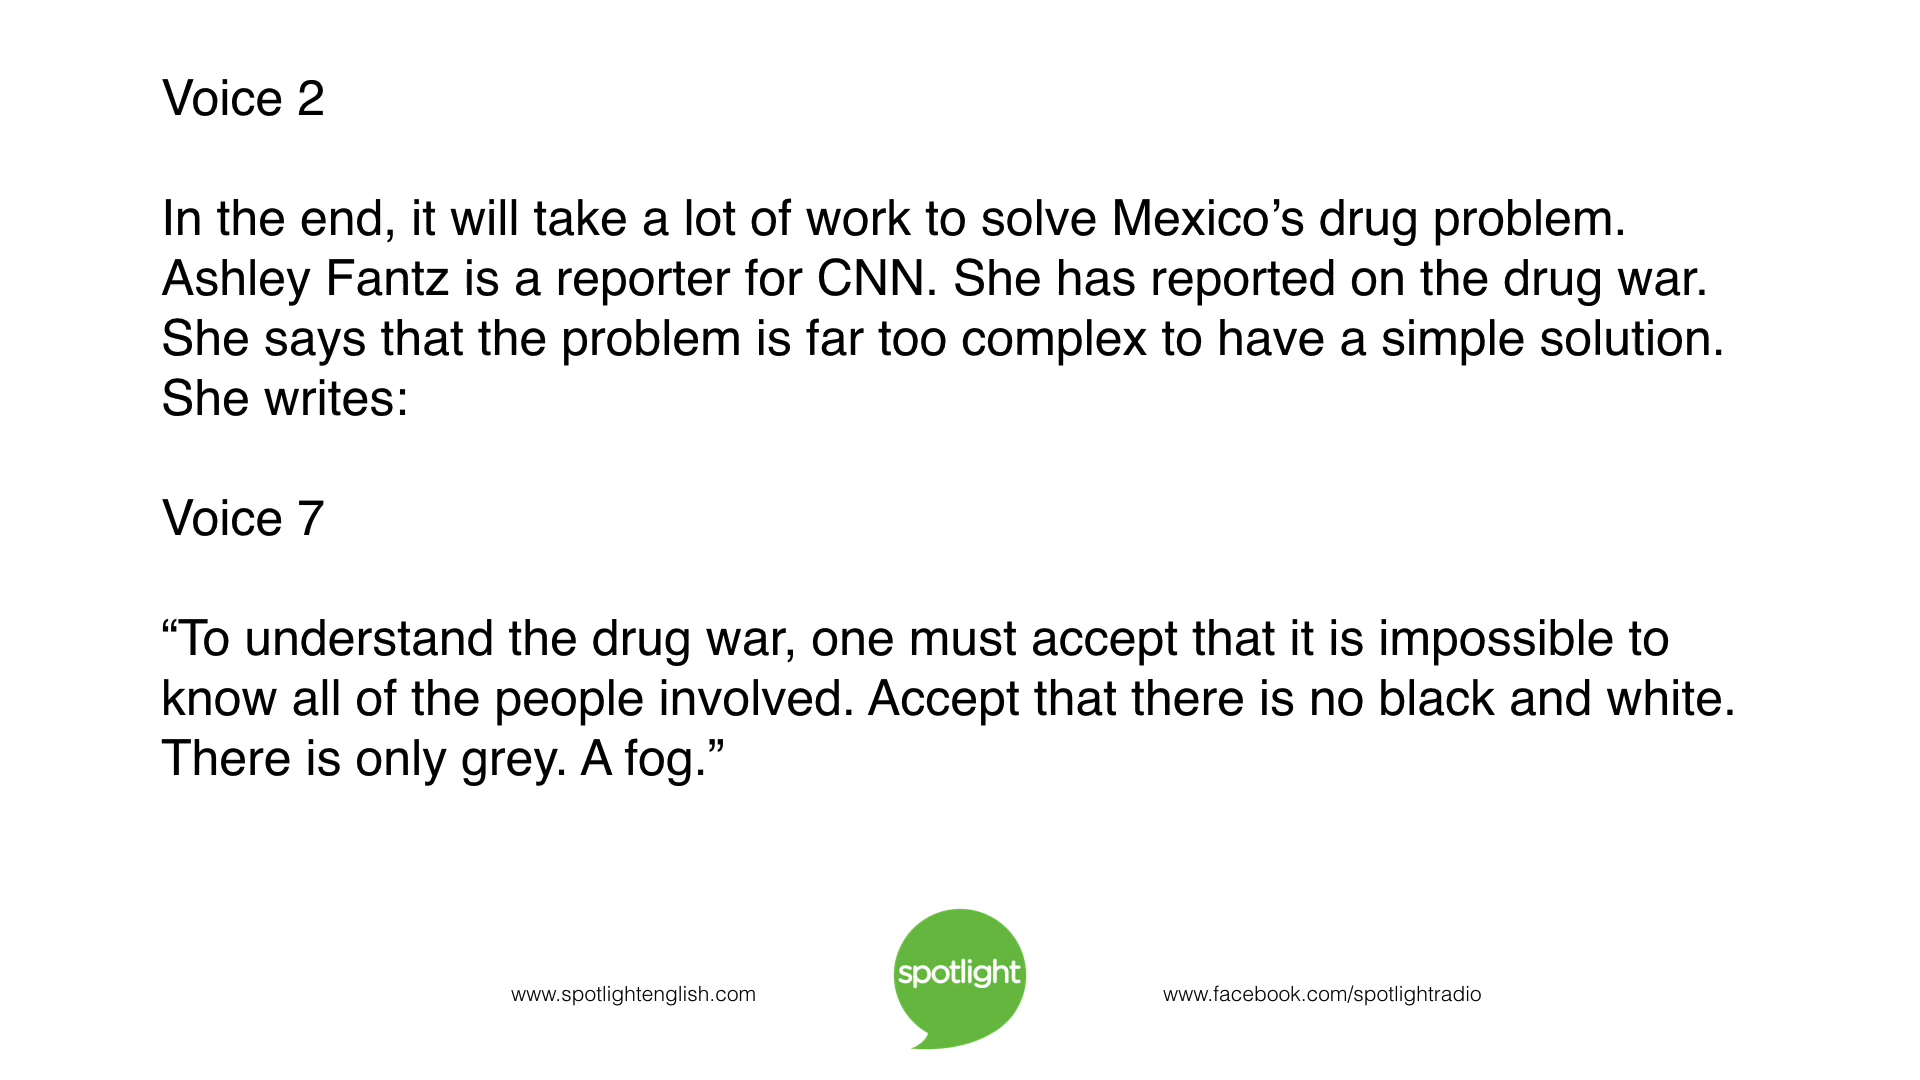 Voice 2
In the end, it will take a lot of work to solve Mexico’s drug problem.
Ashley Fantz is a reporter for CNN. She has reported on the drug war.
She says that the problem is far too complex to have a simple solution.
She writes:
Voice 7
“To understand the drug war, one must accept that it is impossible to
know all of the people involved. Accept that there is no black and white.
There is only grey. A fog.”
www.spotlightenglish.com
spotlight
www.facebook.com/spotlightradio